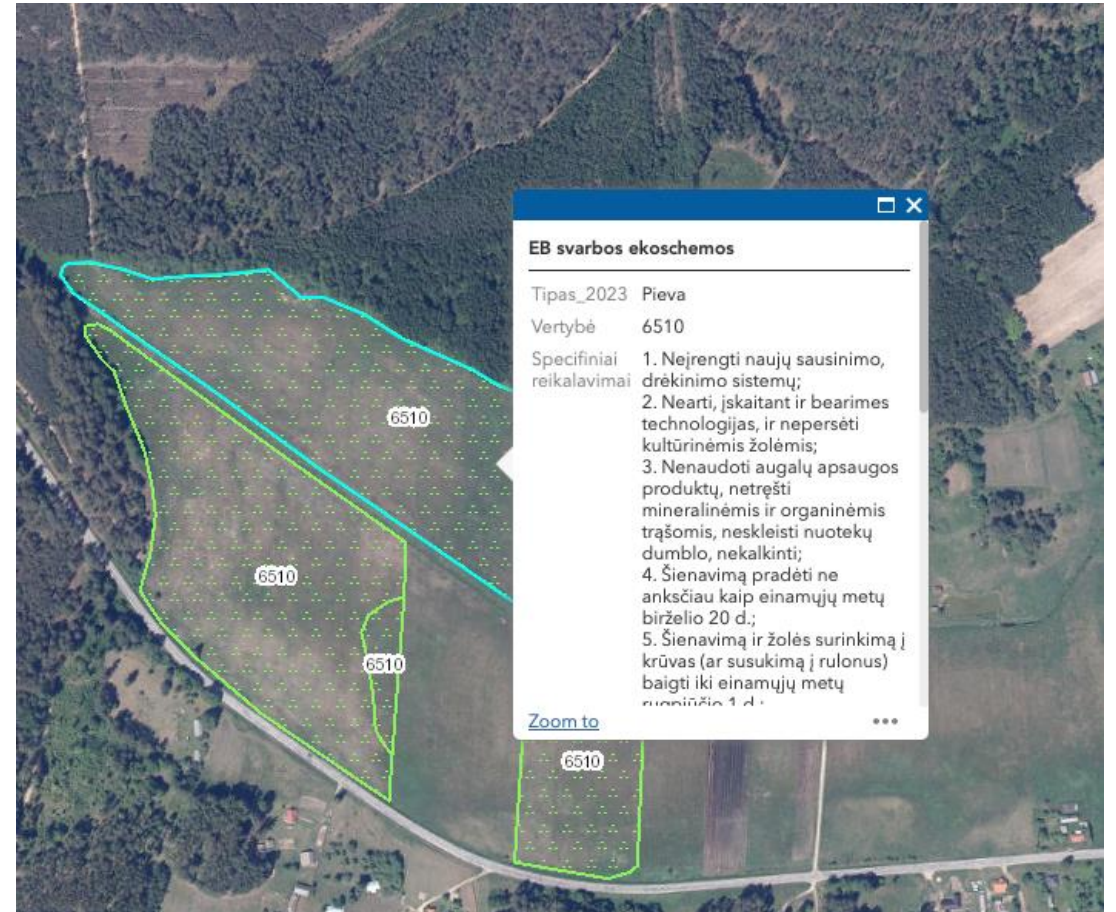 EB svarbos ekoschemos
Tipas_2023 Pieva
Vertybė 6510
Specifiniai reikalavimai
1. Neįrengti naujų sausinimo,
drėkinimo sistemų;
2. Nearti, įskaitant ir bearimes
technologijas, ir nepersėti
kultūrinėmis žolėmis;
3. Nenaudoti augalų apsaugos
produktų, netręšti
mineralinėmis ir organinėmis
trąšomis, neskleisti nuotekų
dumblo, nekalkinti;
4. Šienavimą pradėti ne
anksčiau kaip einamųjų metų
birželio 20 d.;
5. Šienavimą ir žolės surinkimą į
krūvas (ar susukimą į rulonus)
baigti iki einamųjų metų
rugpjūčio 1 d.;
Zoom to
6510
6510
6510
6510